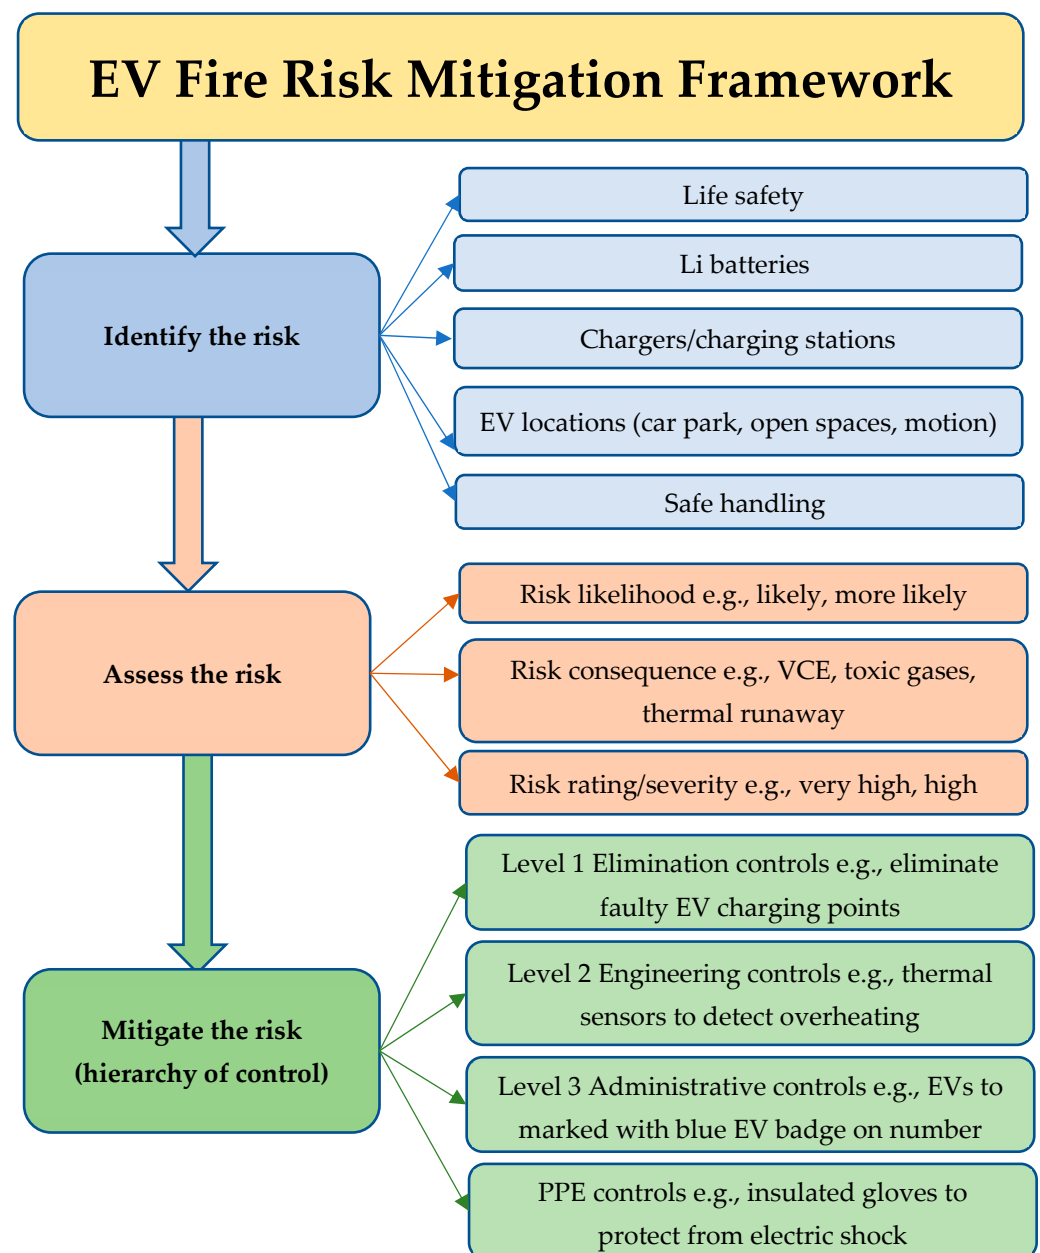 EV Fire Risk Mitigation Framework
Life safety
Li batteries
Identify the risk
Chargers/charging stations
EV locations (car park, open spaces, motion)
Safe handling
Risk likelihood e.g., likely, more likely
Assess the risk
Risk consequence e.g., VCE, toxic gases,
thermal runaway
Risk rating/severity e.g., very high, high
Level 1 Elimination controls e.g., eliminate
faulty EV charging points
Level 2 Engineering controls e.g., thermal
sensors to detect overheating
Mitigate the risk
(hierarchy of control)
Level 3 Administrative controls e.g., EVs to
marked with blue EV badge on number
PPE controls e.g., insulated gloves to
protect from electric shock